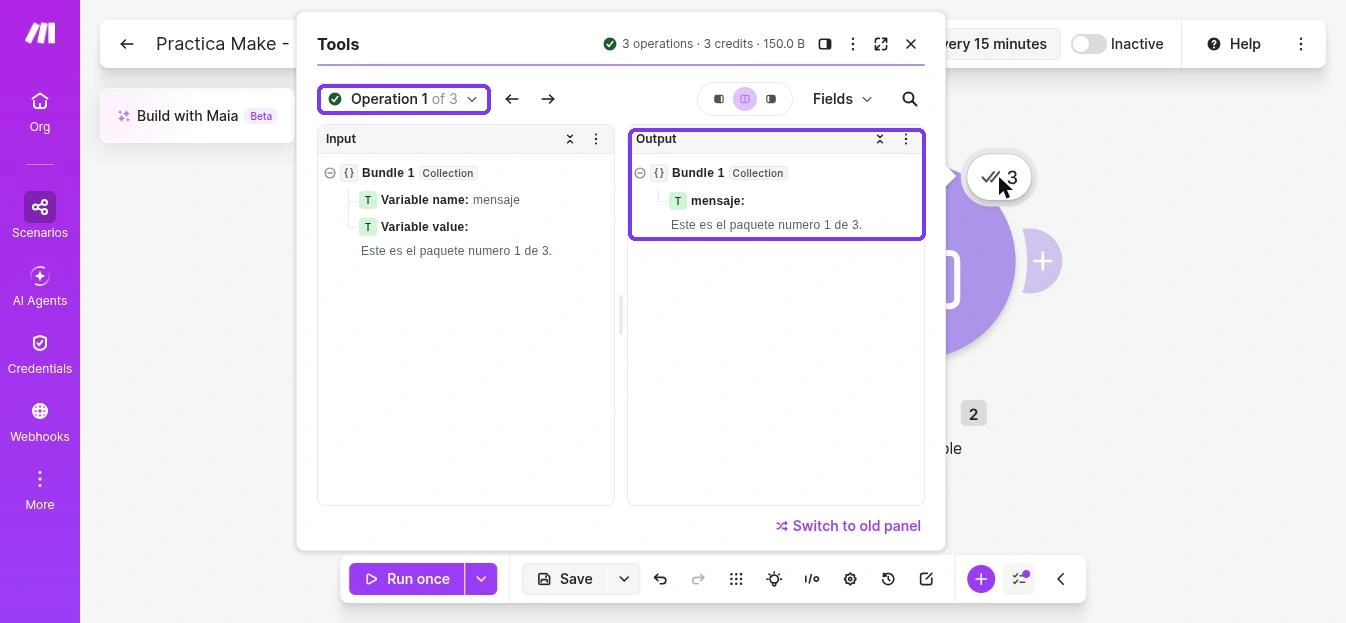 Practica Make -
Tools
3 operations · 3 credits · 150.0 B
very 15 minutes
Inactive
Help
Build with Maia Beta
Operation 1 of 3
Fields
Org
Scenarios
AI Agents
Credentials
Webhooks
More
Input
{} Bundle 1 Collection
T Variable name: mensaje
T Variable value:
Este es el paquete numero 1 de 3.
Output
{} Bundle 1 Collection
T mensaje:
Este es el paquete numero 1 de 3.
3
2
ble
Switch to old panel
Run once
Save